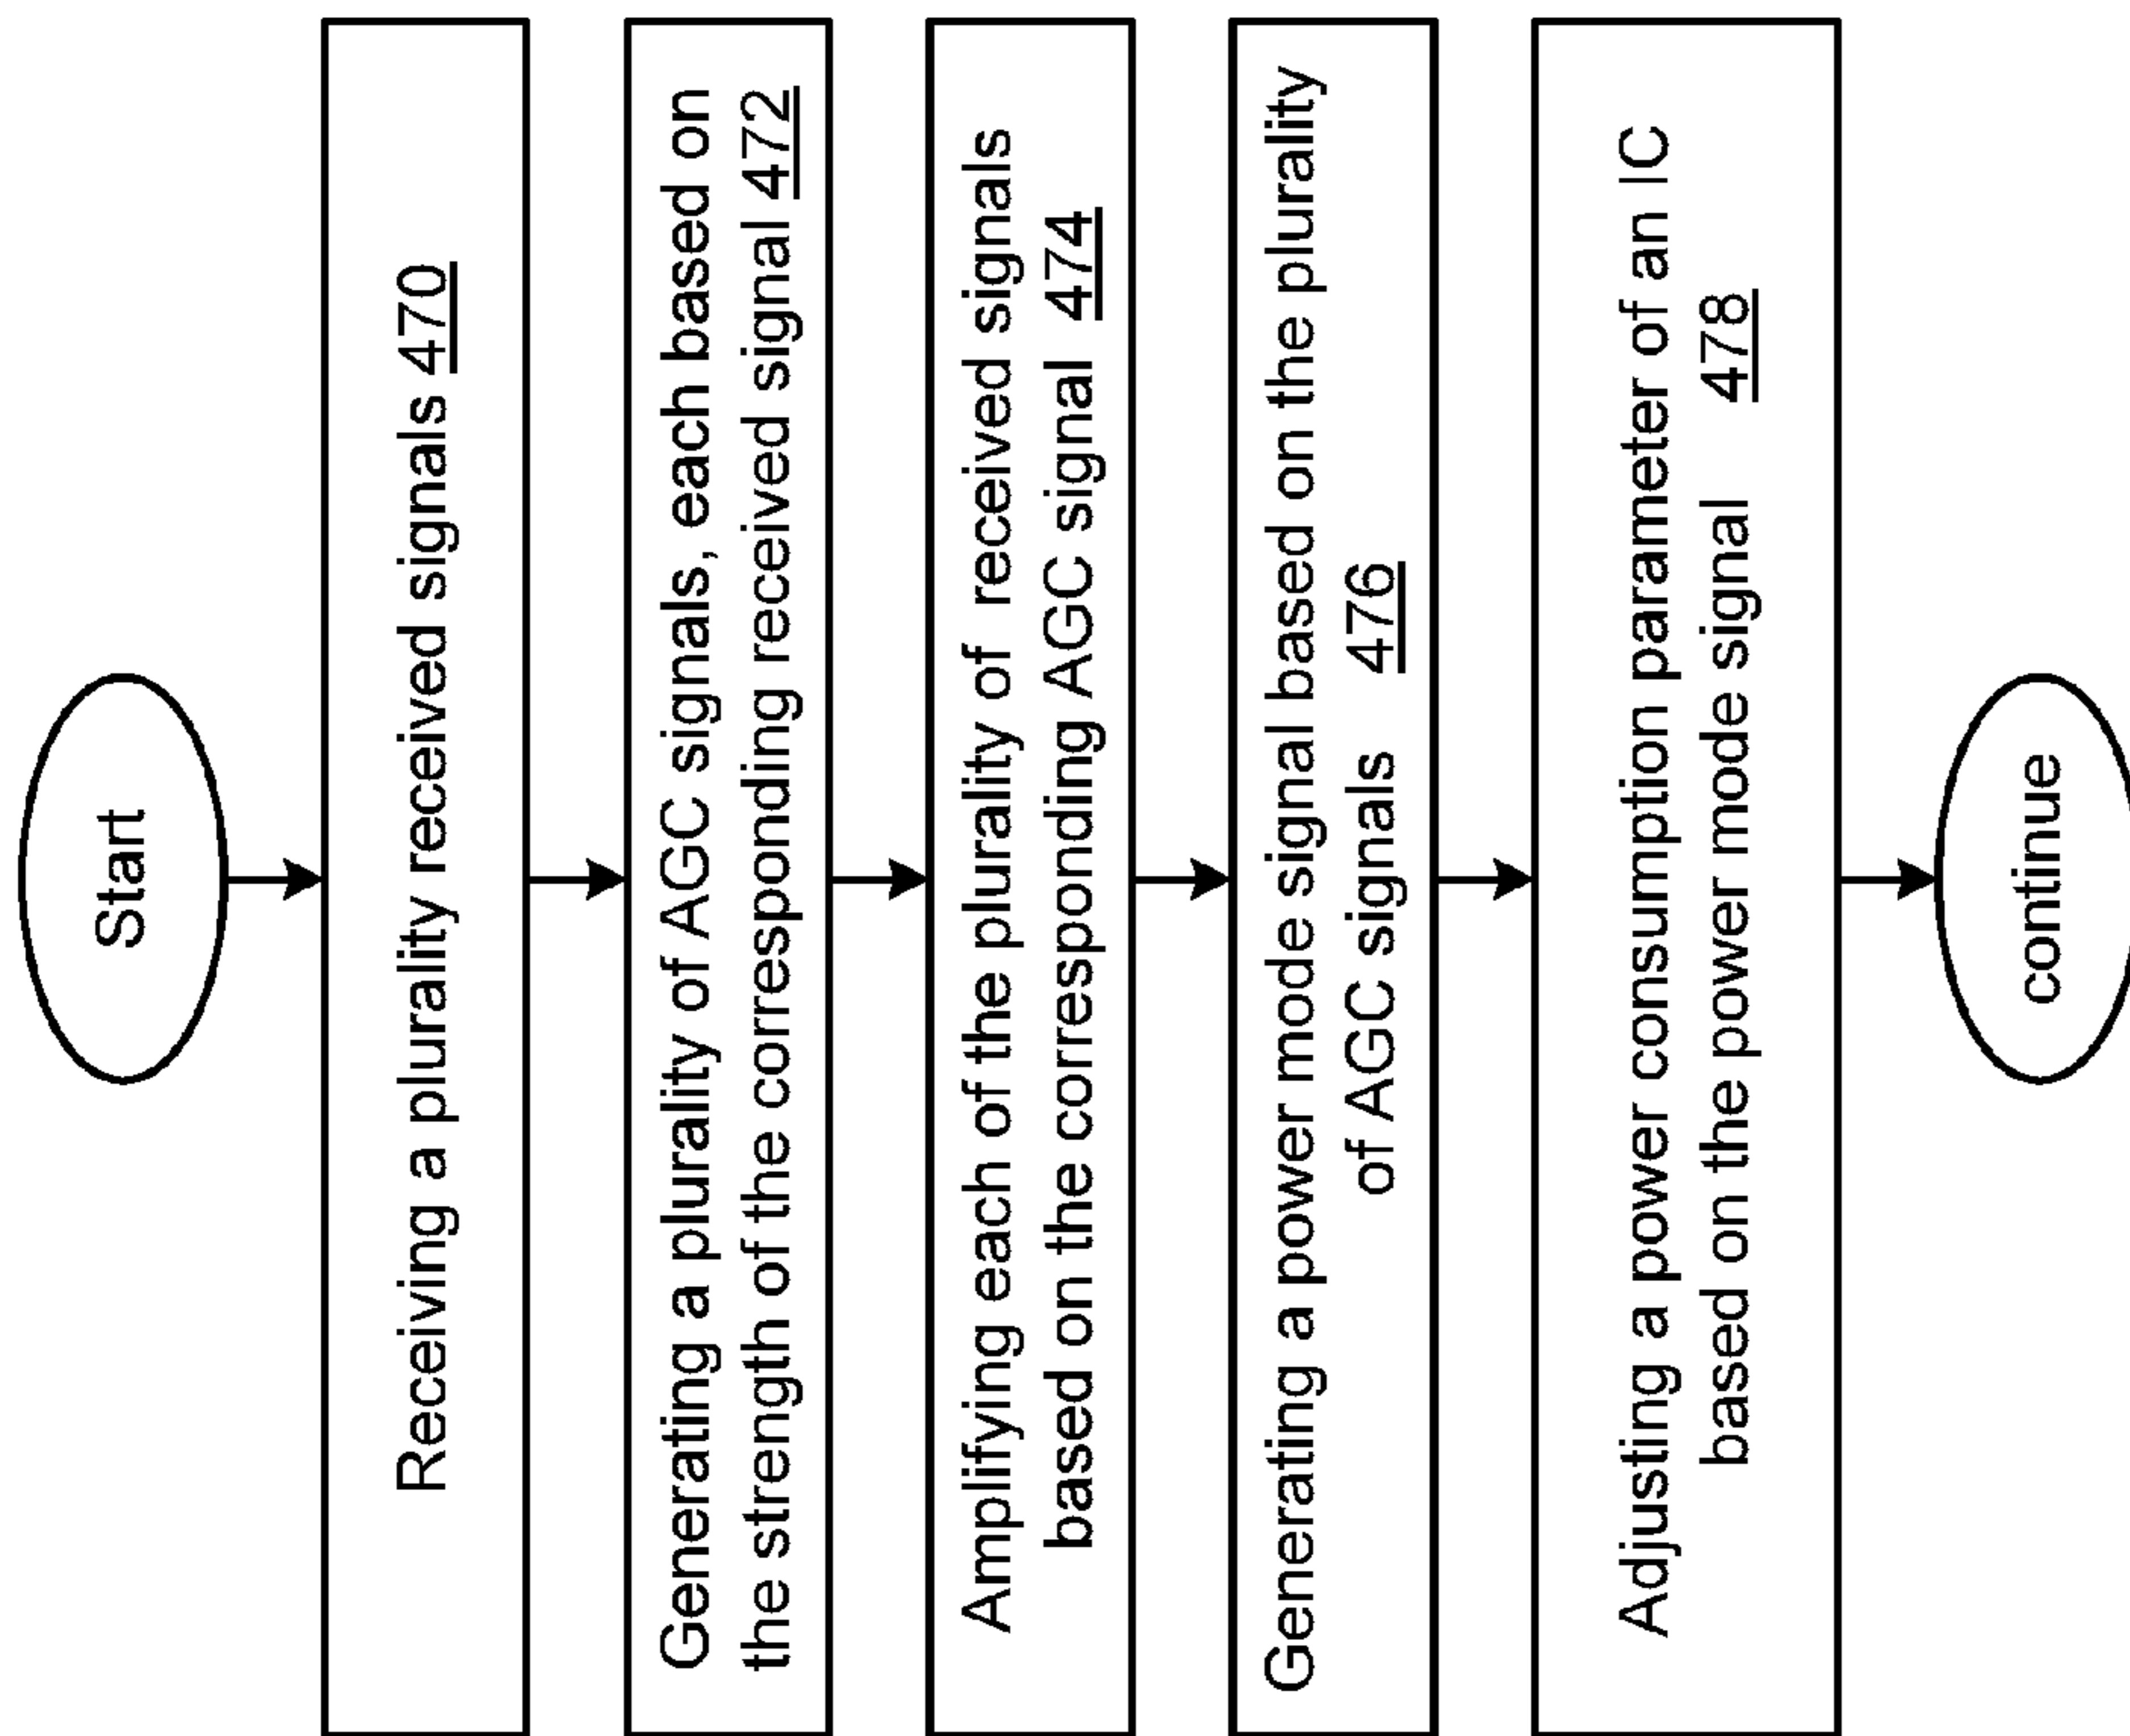 Start
Receiving a plurality received signals 470
Generating a plurality of AGC signals, each based on
the strength of the corresponding received signal 472
Amplifying each of the plurality of received signals
based on the corresponding AGC signal 474
Generating a power mode signal based on the plurality
of AGC signals 476
Adjusting a power consumption parameter of an IC
based on the power mode signal 478
continue